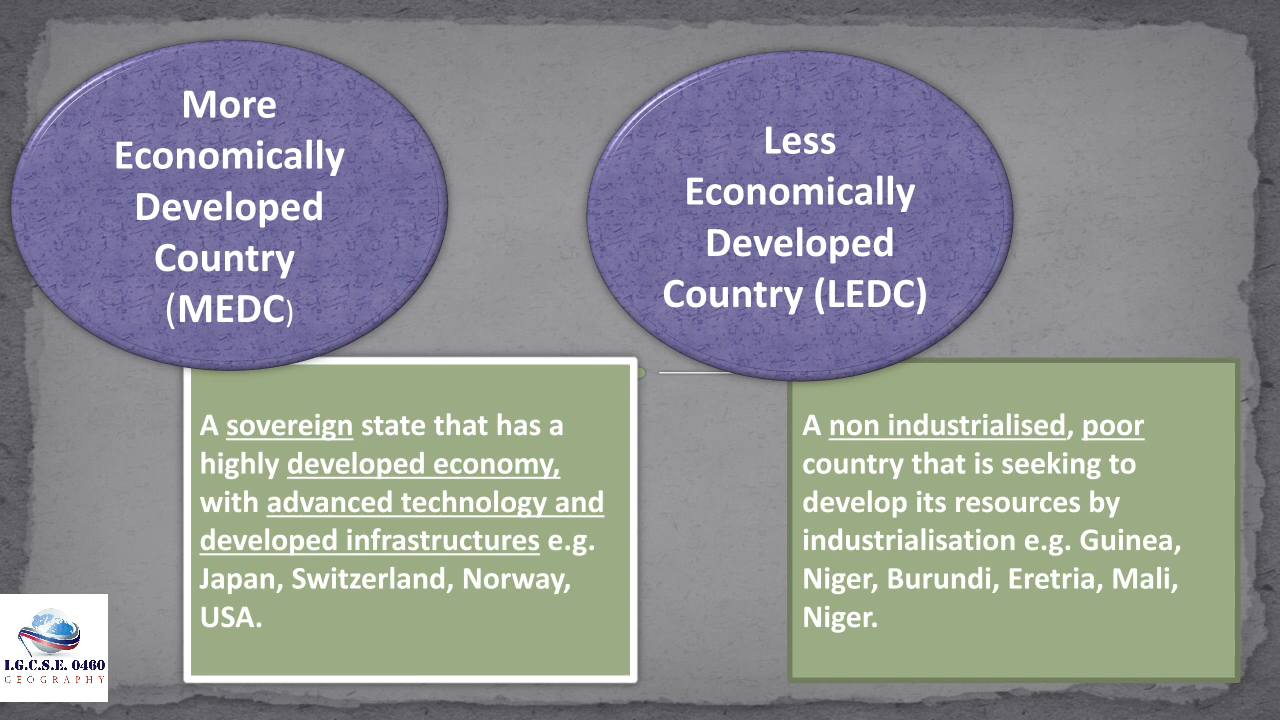 More
Economically
Developed
Country
(MEDC)
Less
Economically
Developed
Country (LEDC)
A sovereign state that has a
highly developed economy,
with advanced technology and
developed infrastructures e.g.
Japan, Switzerland, Norway,
USA.
A non industrialised, poor
country that is seeking to
develop its resources by
industrialisation e.g. Guinea,
Niger, Burundi, Eretria, Mali,
Niger.
I.G.C.S.E. 0460
GEOGRAPHY